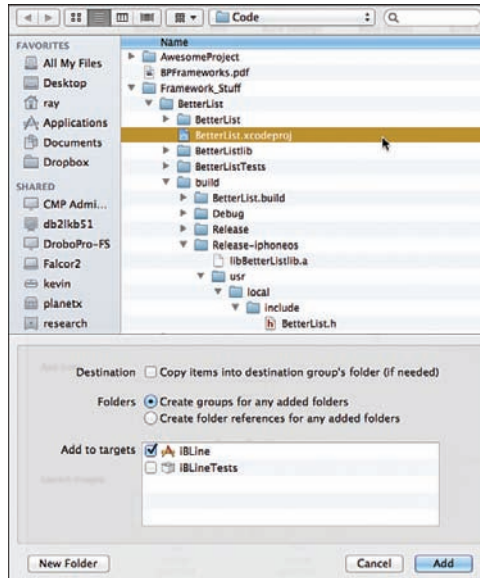 Code
FAVORITES
All My Files
Desktop
ray
Applications
Documents
Dropbox
SHARED
CMP Admi...
db2lkb51
DroboPro-FS
Falcor2
kevin
planetx
research
Name
AwesomeProject
BPFrameworks.pdf
Framework_Stuff
BetterList
BetterList
BetterList.xcodeproj
BetterListlib
BetterListTests
build
BetterList.build
Debug
Release
Release-iphoneos
libBetterListlib.a
usr
local
include
BetterList.h
Destination Copy items into destination group's folder (if needed)
Folders Create groups for any added folders
Create folder references for any added folders
Add to targets iBLine
iBLineTests
New Folder Cancel Add